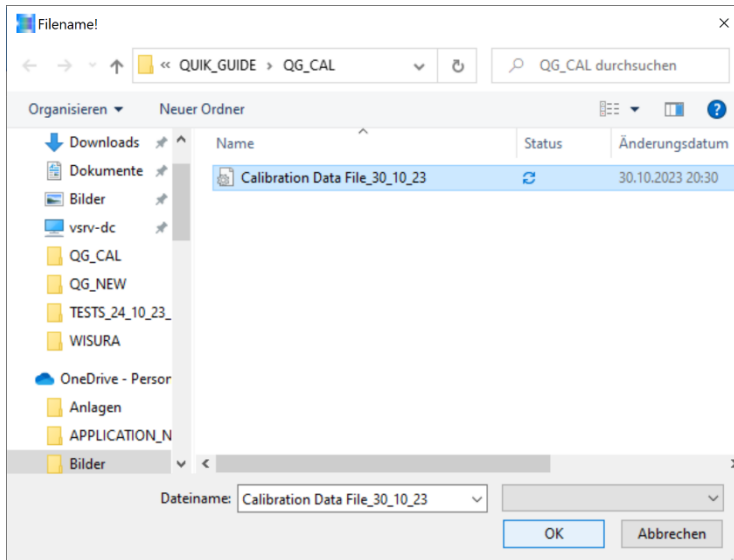 Filename!
« QUIK_GUIDE › QG_CAL
QG_CAL durchsuchen
Organisieren
Neuer Ordner
Name
Status
Änderungsdatum
Calibration Data File_30_10_23
30.10.2023 20:30
Downloads
Dokumente
Bilder
vsrv-dc
QG_CAL
QG_NEW
TESTS_24_10_23_
WISURA
OneDrive - Person
Anlagen
APPLICATION_N
Bilder
Dateiname:
Calibration Data File_30_10_23
OK
Abbrechen